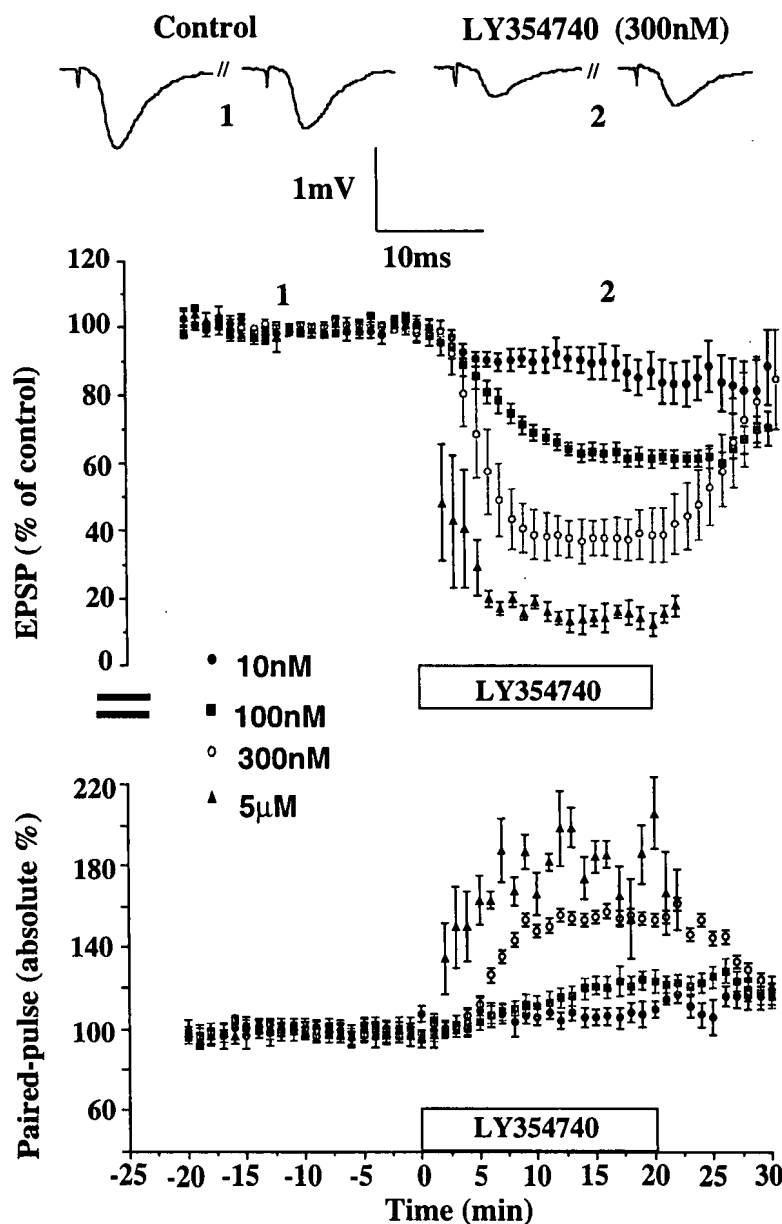 Control LY354740 (300nM)
// //
1 2
1mV
10ms
EPSP (% of control)
120
100
80
60
40
20
0
1 2
10nM
100nM
300nM
5µM
LY354740
Paired-pulse (absolute %)
220
180
140
100
60
LY354740
-25 -20 -15 -10 -5 0 5 10 15 20 25 30
Time (min)